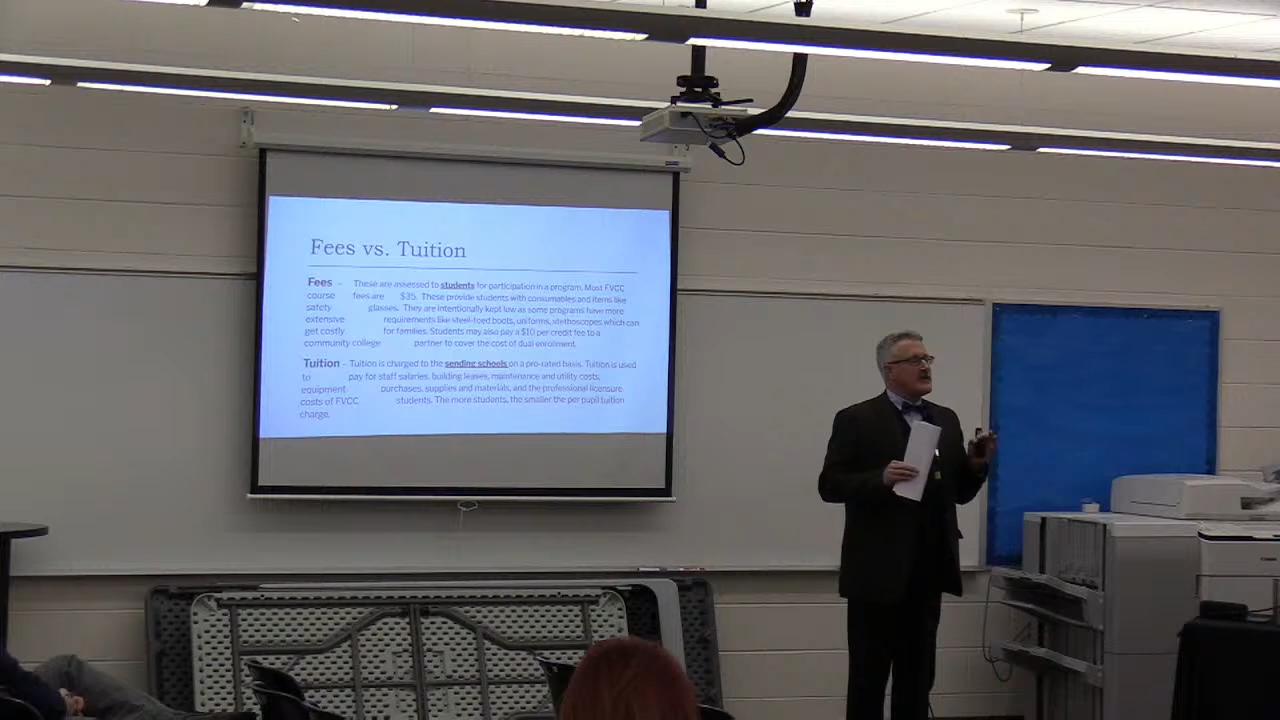 Fees vs. Tuition
Fees – These are assessed to students for participation in a program. Most FVCC
course fees are $35. These provide students with consumables and items like
safety glasses. They are intentionally kept low as some programs have more
extensive requirements like steel-toed boots, uniforms, stethoscopes which can
get costly for families. Students may also pay a $10 per credit fee to a
community college partner to cover the cost of dual enrollment.
Tuition – Tuition is charged to the sending schools on a pro-rated basis. Tuition is used
to pay for staff salaries, building leases, maintenance and utility costs,
equipment purchases, supplies and materials, and the professional licensure
costs of FVCC students. The more students, the smaller the per pupil tuition
charge.